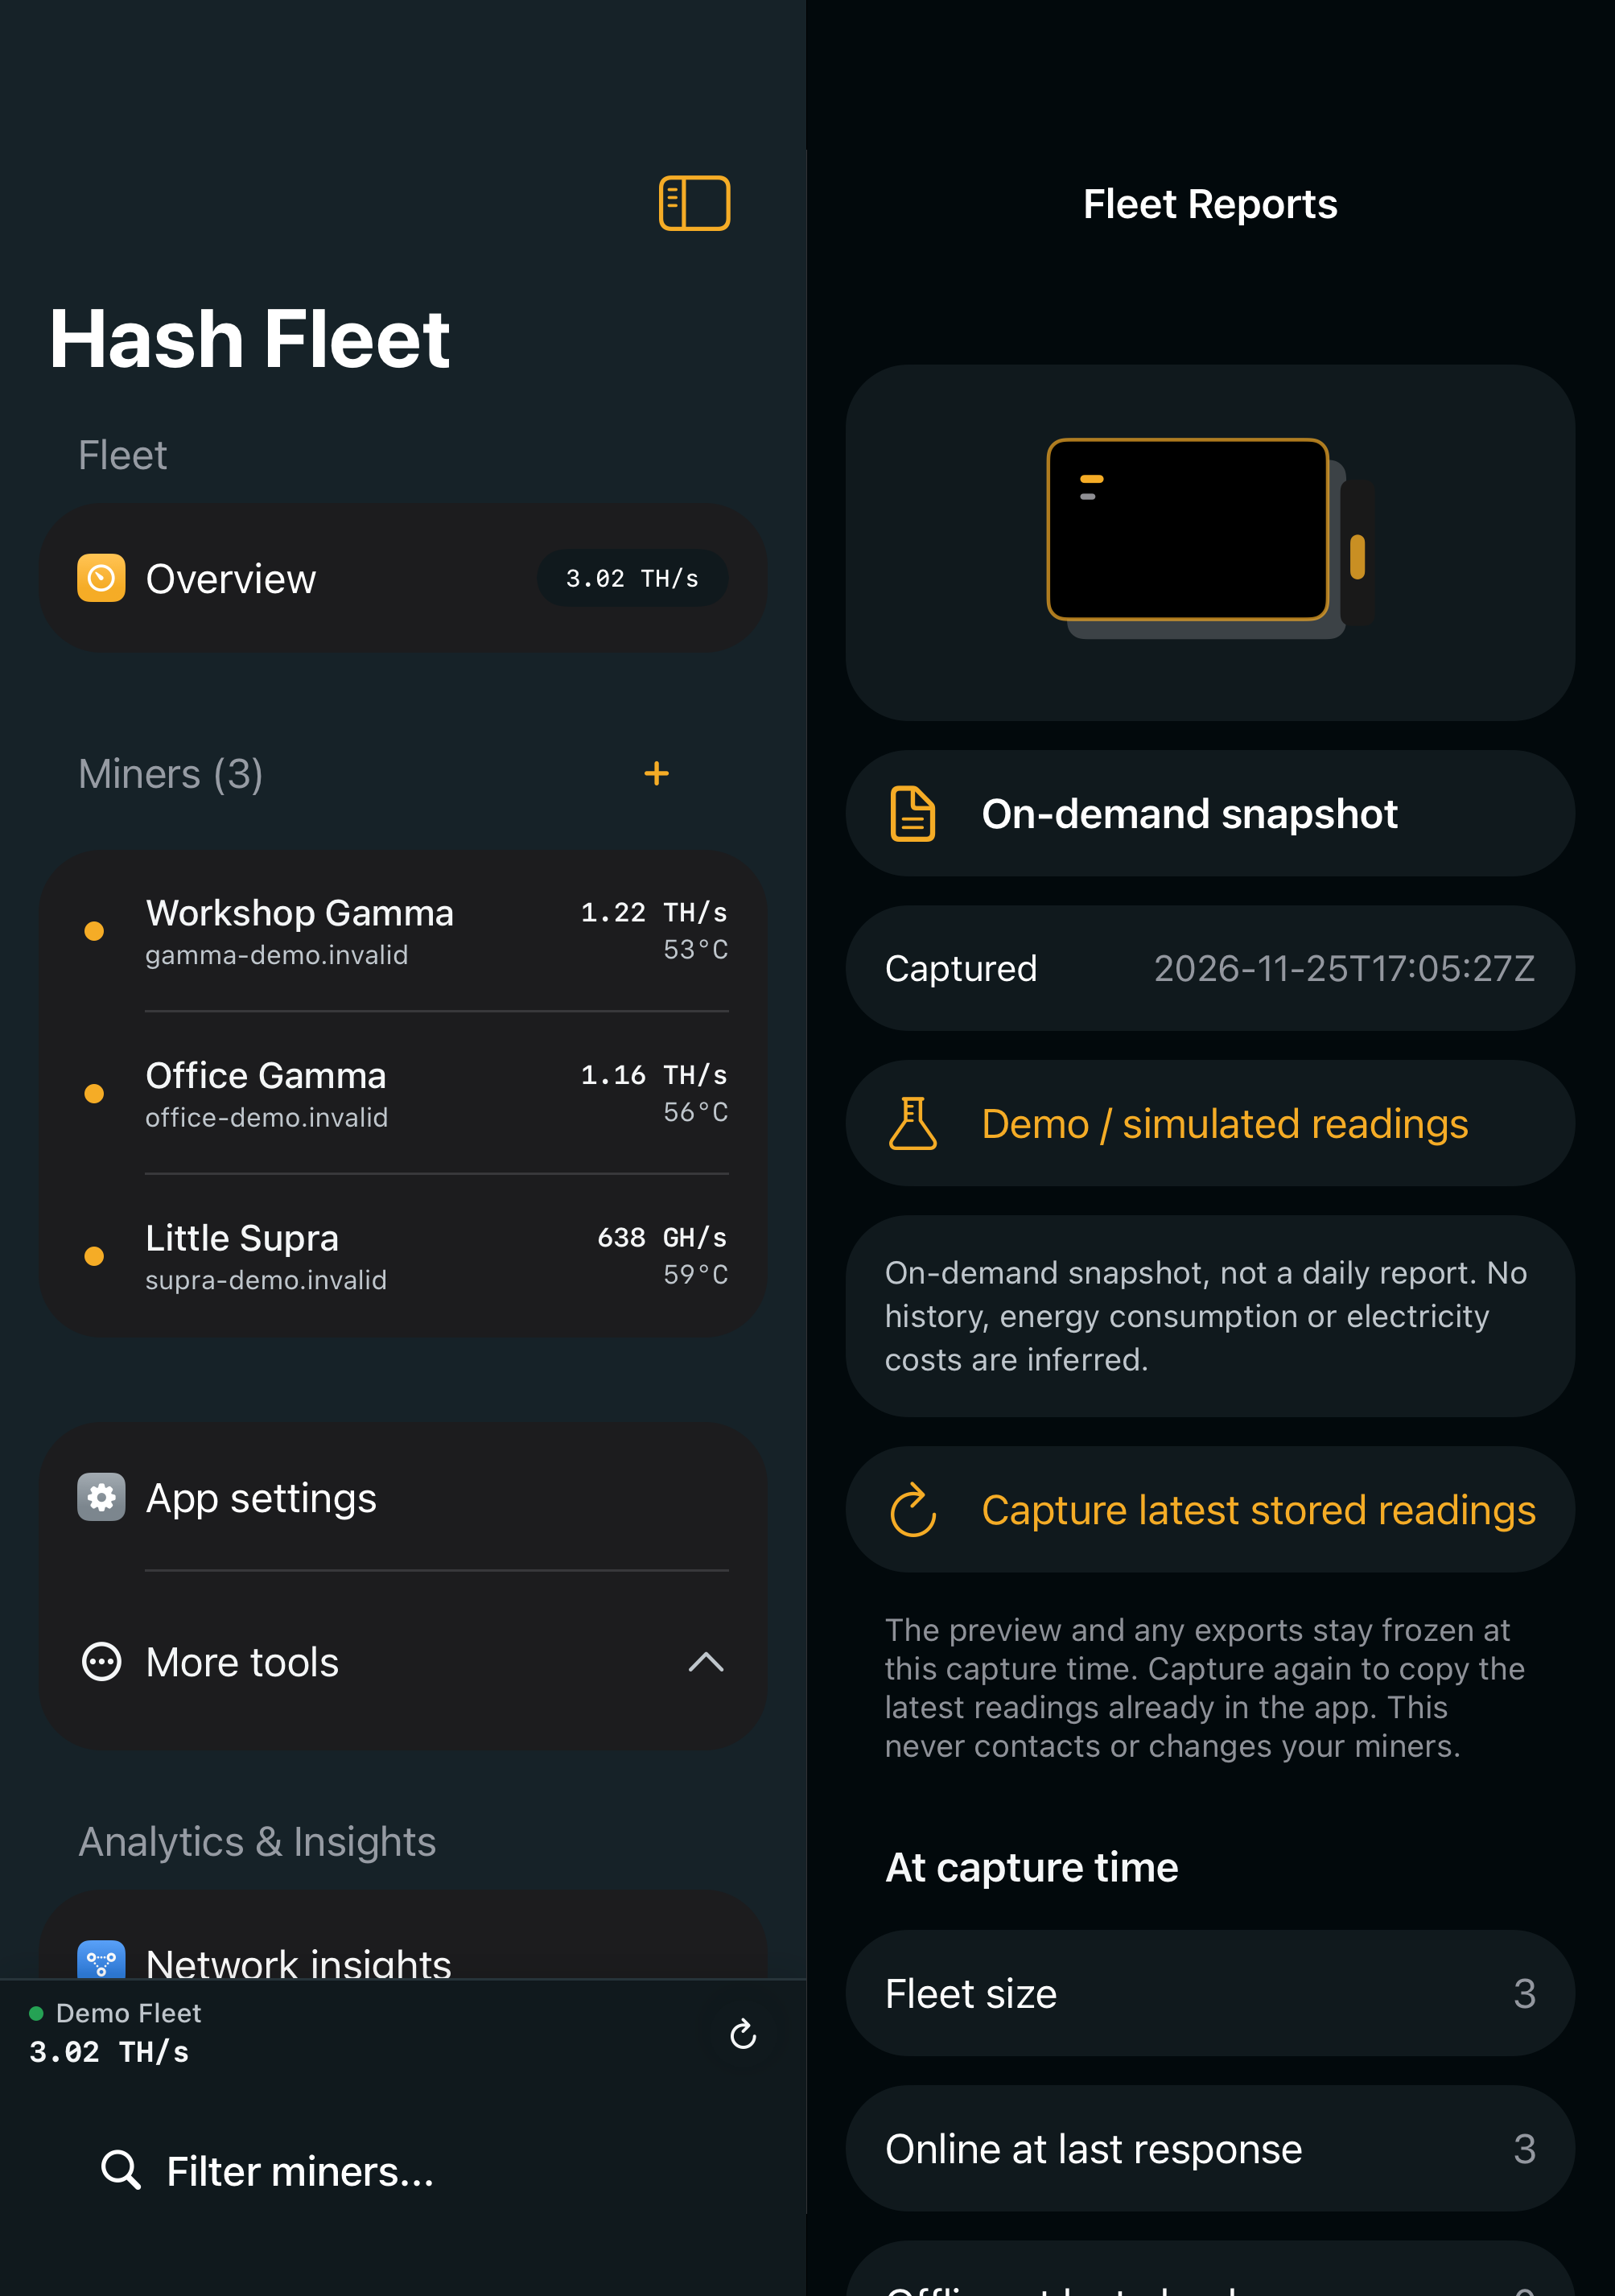 Hash Fleet
Fleet
Overview
3.02 TH/s
Miners (3)
Workshop Gamma
1.22 TH/s
gamma-demo.invalid
53°C
Office Gamma
1.16 TH/s
office-demo.invalid
56°C
Little Supra
638 GH/s
supra-demo.invalid
59°C
App settings
More tools
Analytics & Insights
Network insights
Demo Fleet
3.02 TH/s
Filter miners...
Fleet Reports
On-demand snapshot
Captured
2026-11-25T17:05:27Z
Demo / simulated readings
On-demand snapshot, not a daily report. No
history, energy consumption or electricity
costs are inferred.
Capture latest stored readings
The preview and any exports stay frozen at
this capture time. Capture again to copy the
latest readings already in the app. This
never contacts or changes your miners.
At capture time
Fleet size
3
Online at last response
3